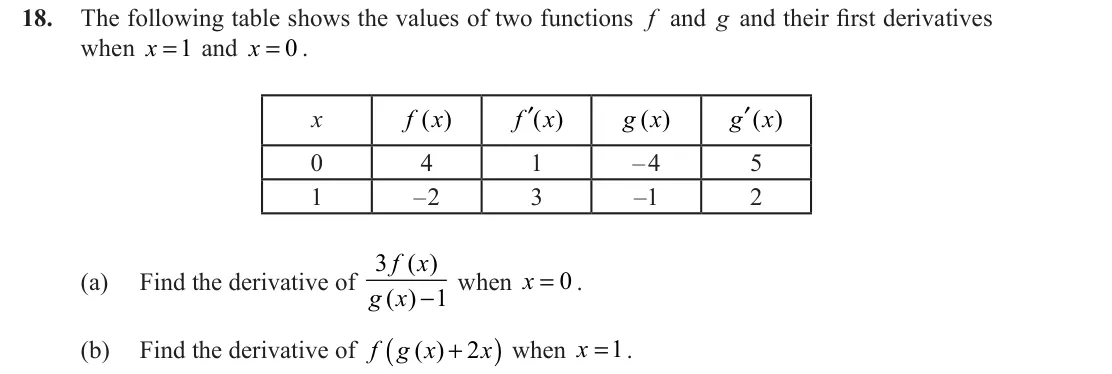 18. The following table shows the values of two functions f and g and their first derivatives
when x = 1 and x = 0 .
x f (x) f′(x) g (x) g′(x)
0 4 1 –4 5
1 –2 3 –1 2
(a) Find the derivative of 3f (x) / g (x) – 1 when x = 0 .
(b) Find the derivative of f (g (x) + 2x) when x = 1 .